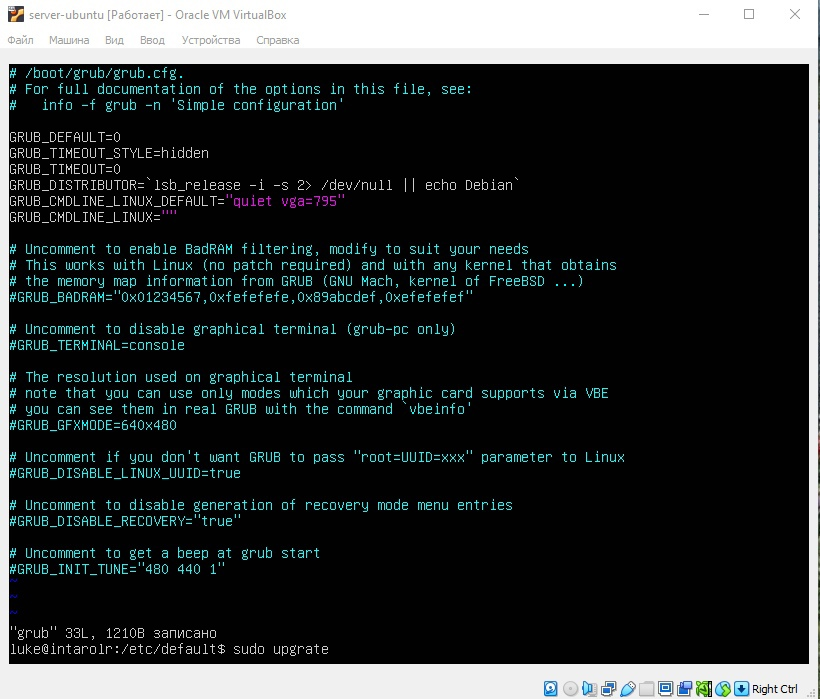 server-ubuntu [Работает] - Oracle VM VirtualBox
Файл Машина Вид Ввод Устройства Справка
# /boot/grub/grub.cfg.
# For full documentation of the options in this file, see:
#   info -f grub -n 'Simple configuration'
GRUB_DEFAULT=0
GRUB_TIMEOUT_STYLE=hidden
GRUB_TIMEOUT=0
GRUB_DISTRIBUTOR=`lsb_release -i -s 2> /dev/null || echo Debian`
GRUB_CMDLINE_LINUX_DEFAULT="quiet vga=795"
GRUB_CMDLINE_LINUX=""
# Uncomment to enable BadRAM filtering, modify to suit your needs
# This works with Linux (no patch required) and with any kernel that obtains
# the memory map information from GRUB (GNU Mach, kernel of FreeBSD ...)
#GRUB_BADRAM="0x01234567,0xfefefefe,0x89abcdef,0xefefefef"
# Uncomment to disable graphical terminal (grub-pc only)
#GRUB_TERMINAL=console
# The resolution used on graphical terminal
# note that you can use only modes which your graphic card supports via VBE
# you can see them in real GRUB with the command `vbeinfo'
#GRUB_GFXMODE=640x480
# Uncomment if you don't want GRUB to pass "root=UUID=xxx" parameter to Linux
#GRUB_DISABLE_LINUX_UUID=true
# Uncomment to disable generation of recovery mode menu entries
#GRUB_DISABLE_RECOVERY="true"
# Uncomment to get a beep at grub start
#GRUB_INIT_TUNE="480 440 1"
~
~
~
"grub" 33L, 1210B записано
luke@intarolr:/etc/default$ sudo upgrate
Right Ctrl